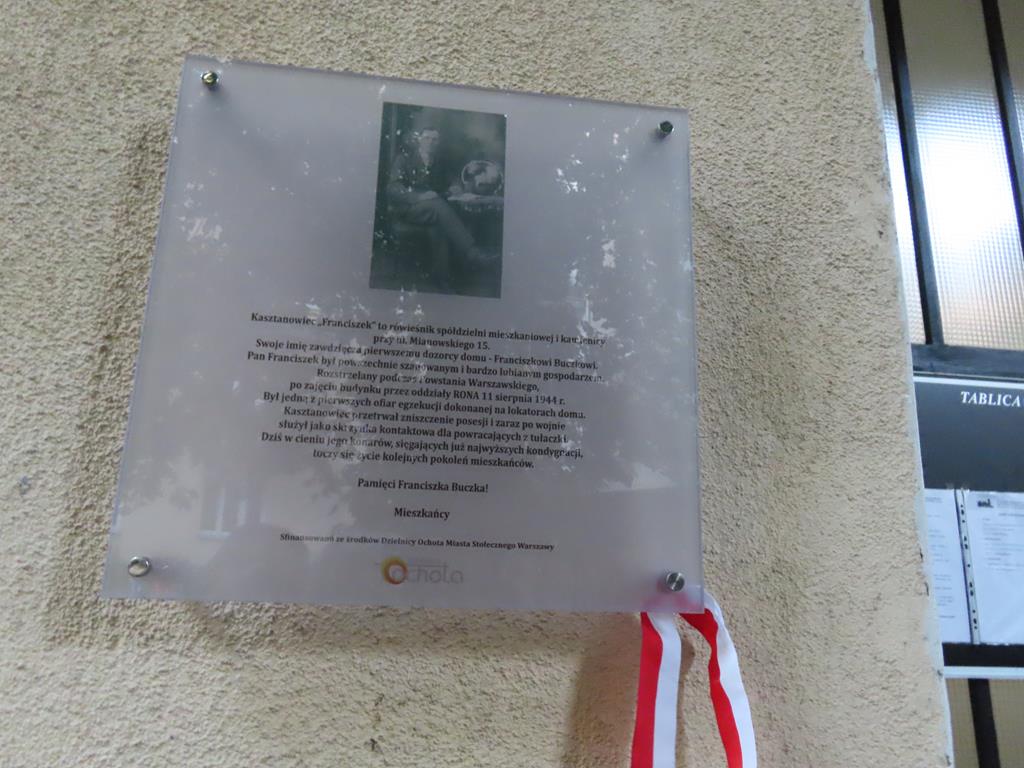 Kasztanowiec „Franciszek" to rówieśnik spółdzielni mieszkaniowej i kamienicy
przy ul. Mianowskiego 15.
Swoje imię zawdzięcza pierwszemu dozorcy domu - Franciszkowi Buczkowi.
Pan Franciszek był powszechnie szanowanym i bardzo lubianym gospodarzem.
Rozstrzelany podczas Powstania Warszawskiego,
po zajęciu budynku przez oddziały RONA 11 sierpnia 1944 r.
Był jedną z pierwszych ofiar egzekucji dokonanej na lokatorach domu.
Kasztanowiec przetrwał zniszczenie posesji i zaraz po wojnie
służył jako skrzynka kontaktowa dla powracających z tułaczki.
Dziś w cieniu jego konarów, sięgających już najwyższych kondygnacji,
toczy się życie kolejnych pokoleń mieszkańców.
Pamięci Franciszka Buczka!
Mieszkańcy
Sfinansowano ze środków Dzielnicy Ochota Miasta Stołecznego Warszawy
Ochota
TABLICA